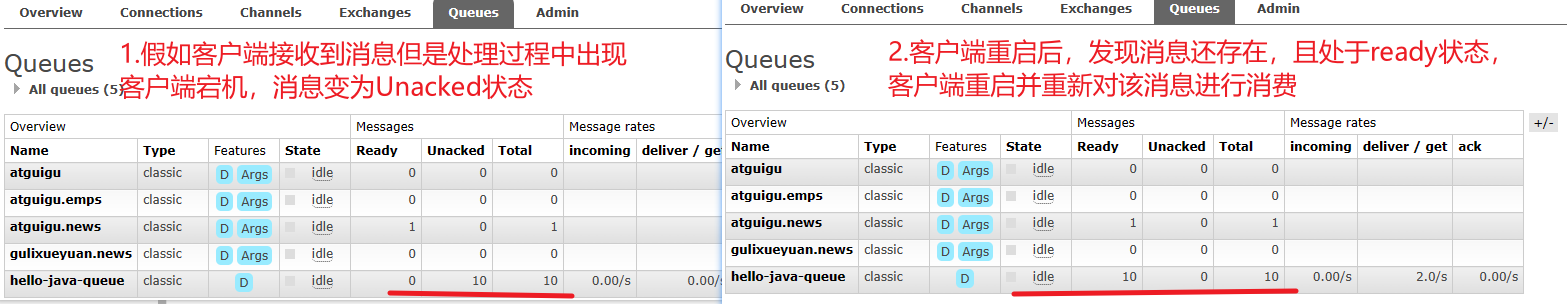 Overview Connections Channels Exchanges Queues Admin
Queues
All queues (5)
1.假如客户端接收到消息但是处理过程中出现
客户端宕机，消息变为Unacked状态
Overview Messages Message rates
Name Type Features State Ready Unacked Total incoming deliver / get
atguigu classic D Args idle 0 0 0
atguigu.emps classic D Args idle 0 0 0
atguigu.news classic D Args idle 1 0 1
gulixueyuan.news classic D Args idle 0 0 0
hello-java-queue classic D idle 0 10 10 0.00/s 0.00/
Overview Connections Channels Exchanges Queues Admin
Queues
All queues (5)
2.客户端重启后，发现消息还存在，且处于ready状态，
客户端重启并重新对该消息进行消费
Overview Messages Message rates +/-
Name Type Features State Ready Unacked Total incoming deliver / get ack
atguigu classic D Args idle 0 0 0
atguigu.emps classic D Args idle 0 0 0
atguigu.news classic D Args idle 1 0 1
gulixueyuan.news classic D Args idle 0 0 0
hello-java-queue classic D idle 10 0 10 0.00/s 2.0/s 0.00/s